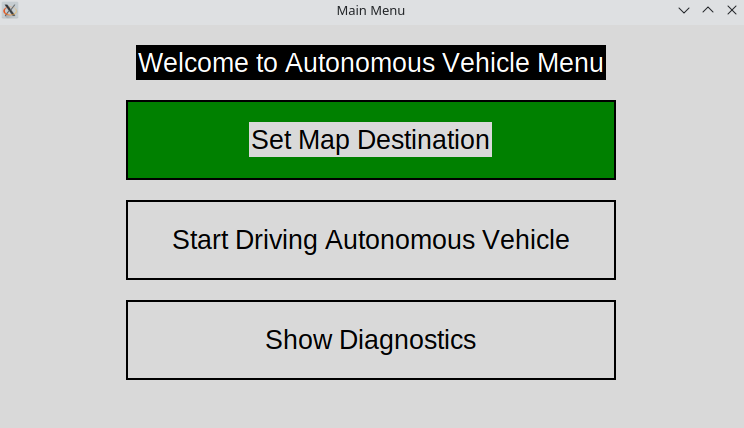 Main Menu
Welcome to Autonomous Vehicle Menu
Set Map Destination
Start Driving Autonomous Vehicle
Show Diagnostics